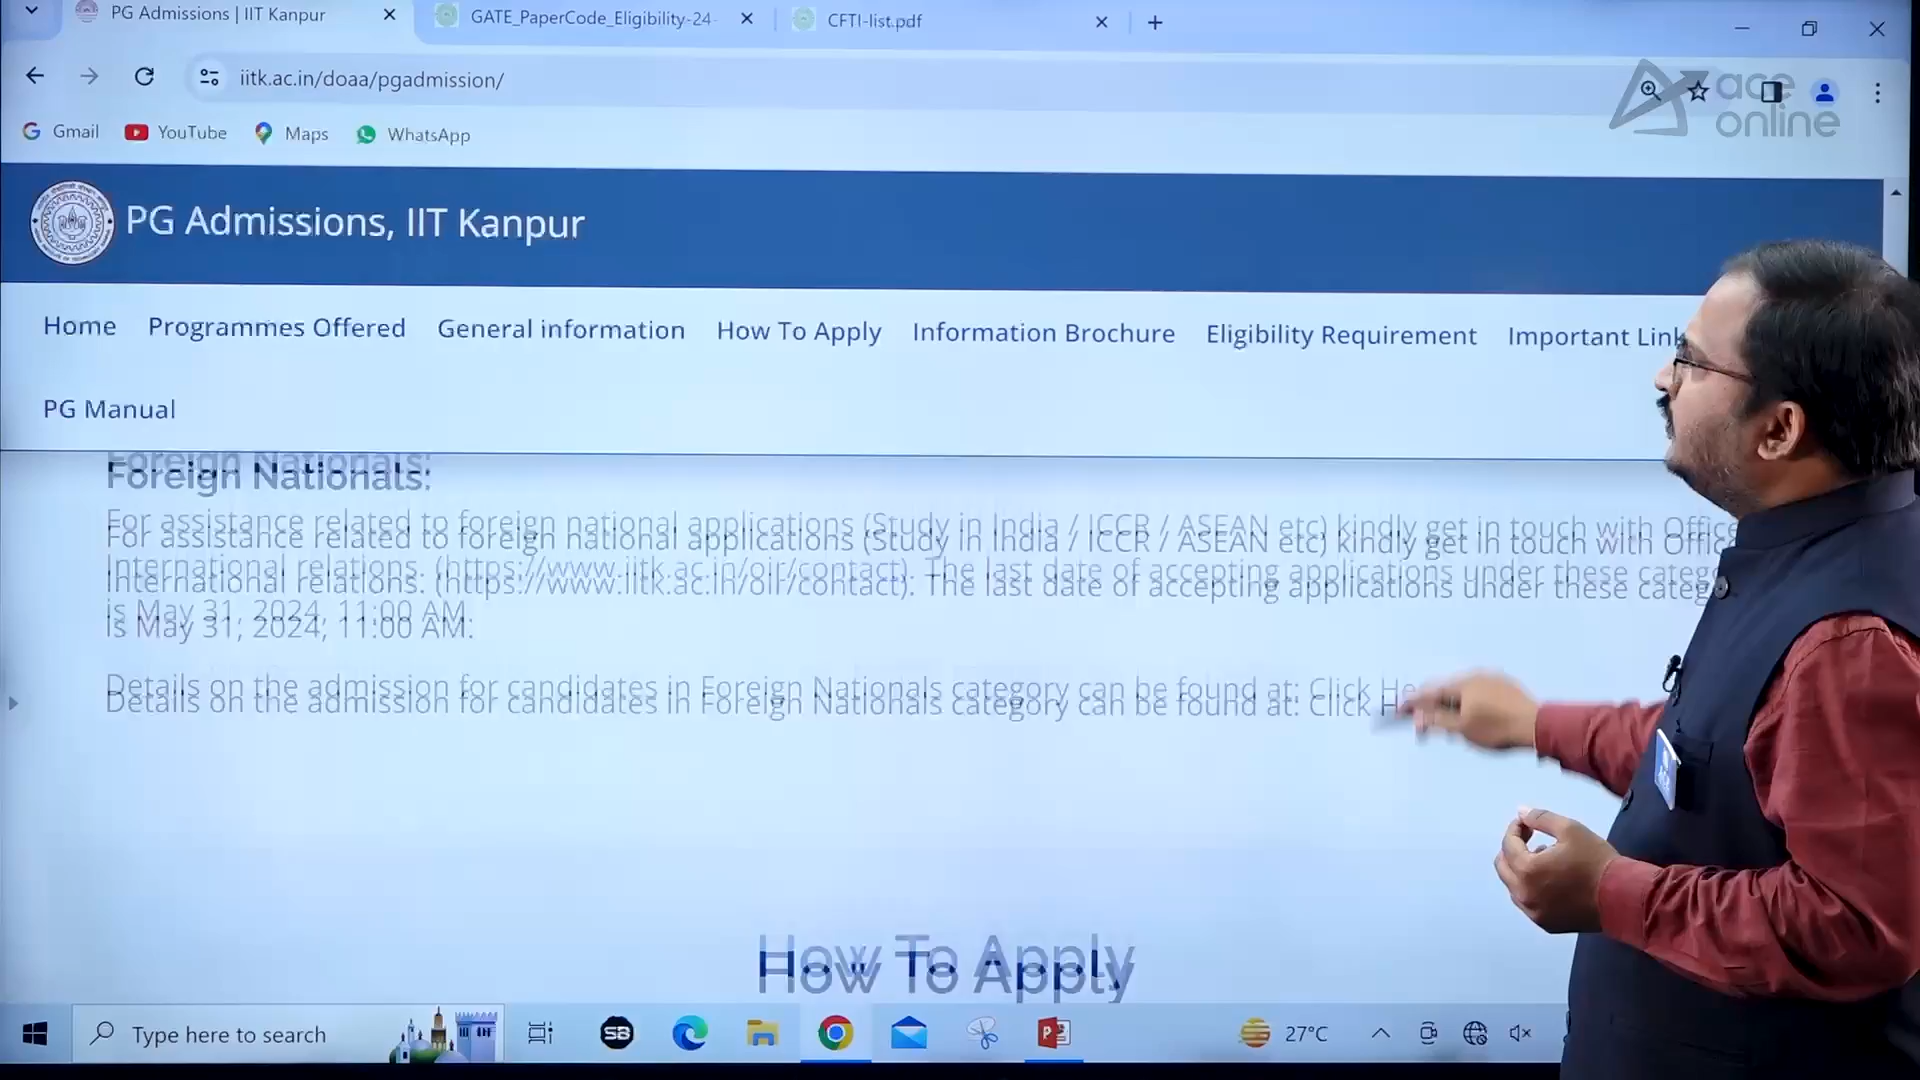 PG Admissions | IIT Kanpur
GATE_PaperCode_Eligibility-24-
CFTI-list.pdf
iitk.ac.in/doaa/pgadmission/
ace
online
Gmail
YouTube
Maps
WhatsApp
PG Admissions, IIT Kanpur
Home
Programmes Offered
General information
How To Apply
Information Brochure
Eligibility Requirement
Important Link
PG Manual
Foreign Nationals:
For assistance related to foreign national applications (Study in India / ICCR / ASEAN etc) kindly get in touch with Office
International relations. (https://www.iitk.ac.in/oir/contact). The last date of accepting applications under these catego
is May 31, 2024, 11:00 AM.
Details on the admission for candidates in Foreign Nationals category can be found at: Click He
How To Apply
Type here to search
SB
27°C